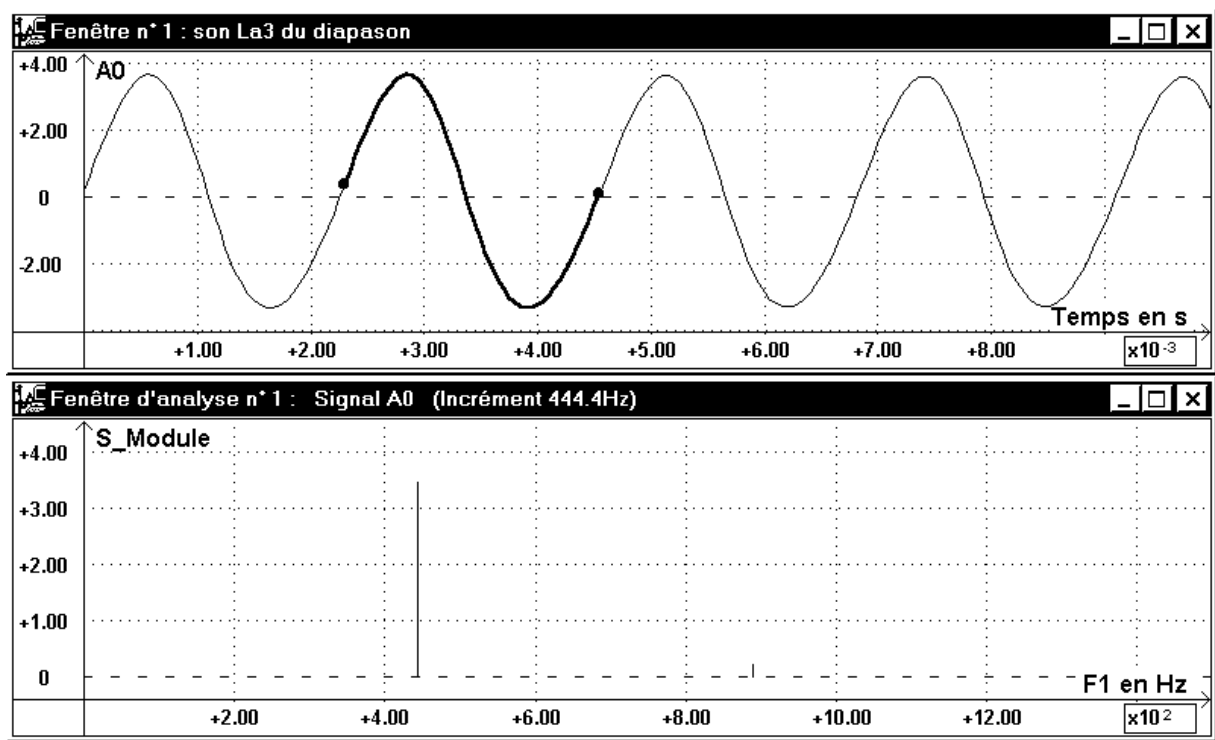 Fenêtre n° 1 : son La3 du diapason
+4.00
A0
+2.00
0
-2.00
Temps en s
+1.00 +2.00 +3.00 +4.00 +5.00 +6.00 +7.00 +8.00 x10⁻³
Fenêtre d'analyse n° 1 : Signal A0 (Incrément 444.4Hz)
S_Module
+4.00
+3.00
+2.00
+1.00
0
F1 en Hz
+2.00 +4.00 +6.00 +8.00 +10.00 +12.00 x10²